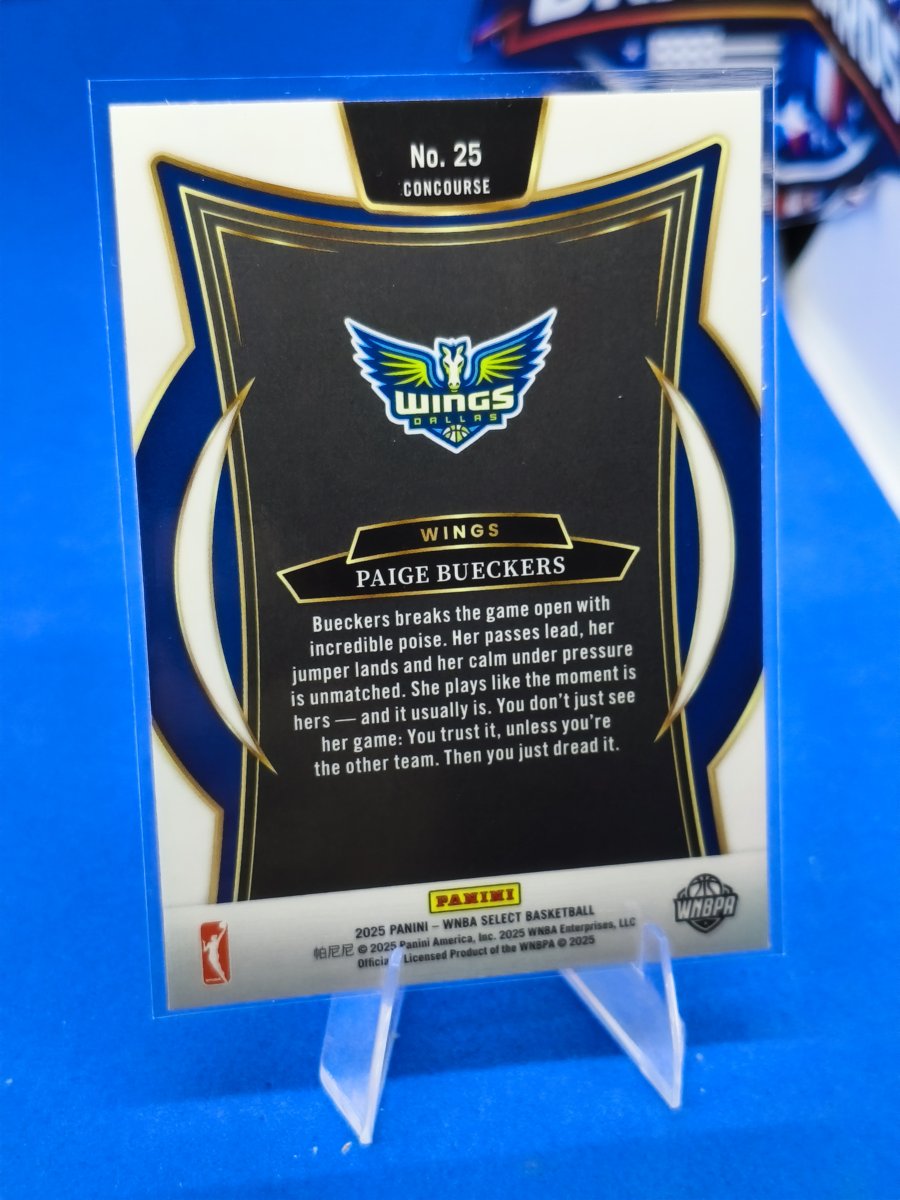 No. 25
CONCOURSE
WINGS
DALLAS
WINGS
PAIGE BUECKERS
Bueckers breaks the game open with
incredible poise. Her passes lead, her
jumper lands and her calm under pressure
is unmatched. She plays like the moment is
hers — and it usually is. You don't just see
her game: You trust it, unless you're
the other team. Then you just dread it.
PANINI
2025 PANINI – WNBA SELECT BASKETBALL
帕尼尼 © 2025 Panini America, Inc. 2025 WNBA Enterprises, LLC
Licensed Product of the WNBPA © 2025
WNBPA